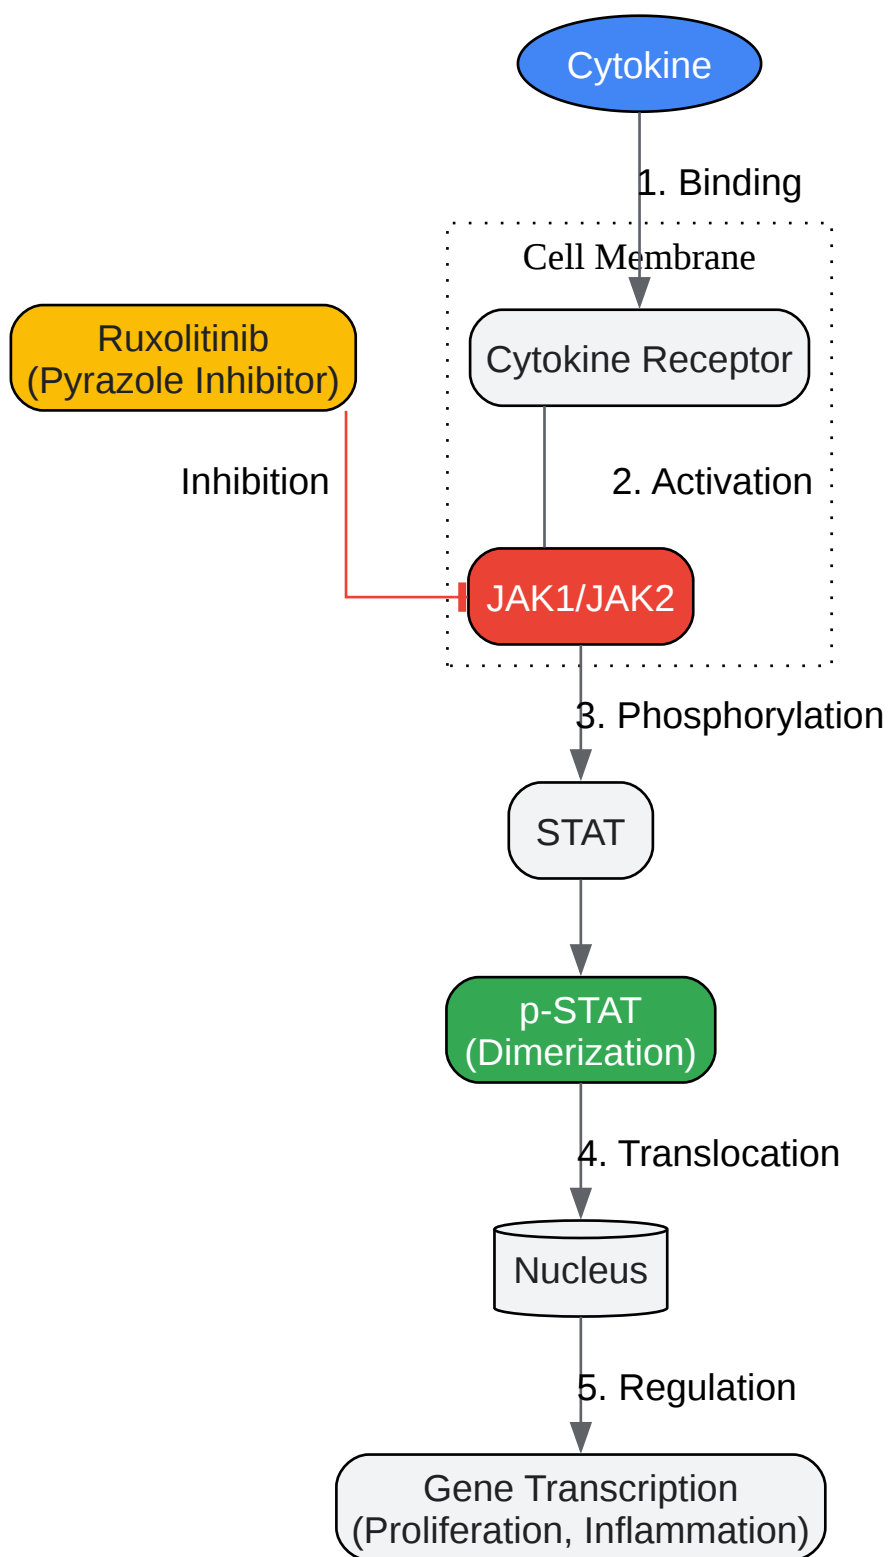 Cytokine
1. Binding
Cell Membrane
Ruxolitinib
(Pyrazole Inhibitor)
Cytokine Receptor
Inhibition
2. Activation
JAK1/JAK2
3. Phosphorylation
STAT
p-STAT
(Dimerization)
4. Translocation
Nucleus
5. Regulation
Gene Transcription
(Proliferation, Inflammation)